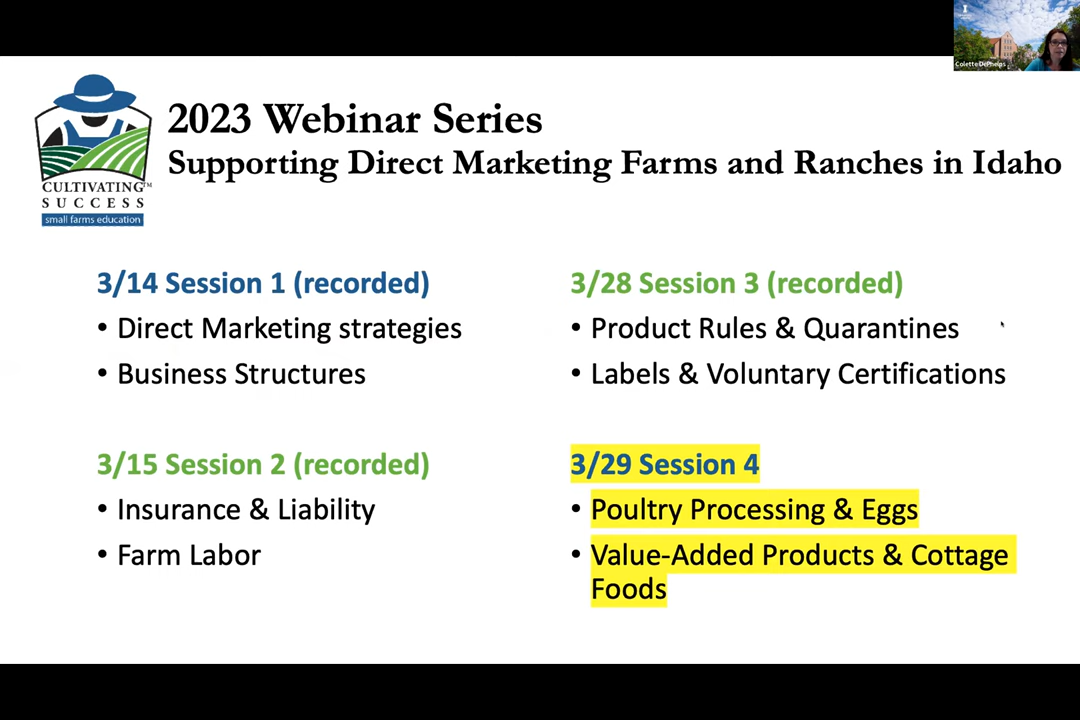 Colette DePhelps
2023 Webinar Series
Supporting Direct Marketing Farms and Ranches in Idaho
CULTIVATING™
SUCCESS
small farms education
3/14 Session 1 (recorded)
• Direct Marketing strategies
• Business Structures
3/15 Session 2 (recorded)
• Insurance & Liability
• Farm Labor
3/28 Session 3 (recorded)
• Product Rules & Quarantines
• Labels & Voluntary Certifications
3/29 Session 4
• Poultry Processing & Eggs
• Value-Added Products & Cottage
Foods